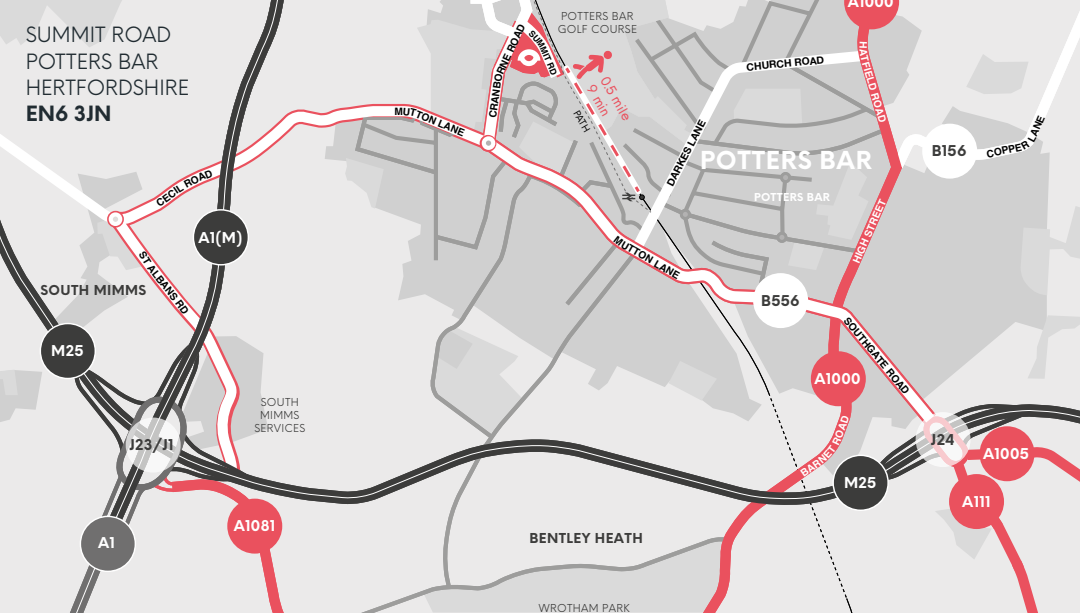 SUMMIT ROAD
POTTERS BAR
HERTFORDSHIRE
EN6 3JN
A1000
POTTERS BAR
GOLF COURSE
SUMMIT RD
CRANBORNE ROAD
0.5 mile
9 min
PATH
CHURCH ROAD
HATFIELD ROAD
MUTTON LANE
DARKES LANE
POTTERS BAR
B156
COPPER LANE
CECIL ROAD
POTTERS BAR
A1(M)
HIGH STREET
ST ALBANS RD
MUTTON LANE
SOUTH MIMMS
B556
M25
SOUTHGATE ROAD
A1000
SOUTH
MIMMS
SERVICES
J23/J1
BARNET ROAD
J24
A1005
M25
A111
A1081
A1
BENTLEY HEATH
WROTHAM PARK